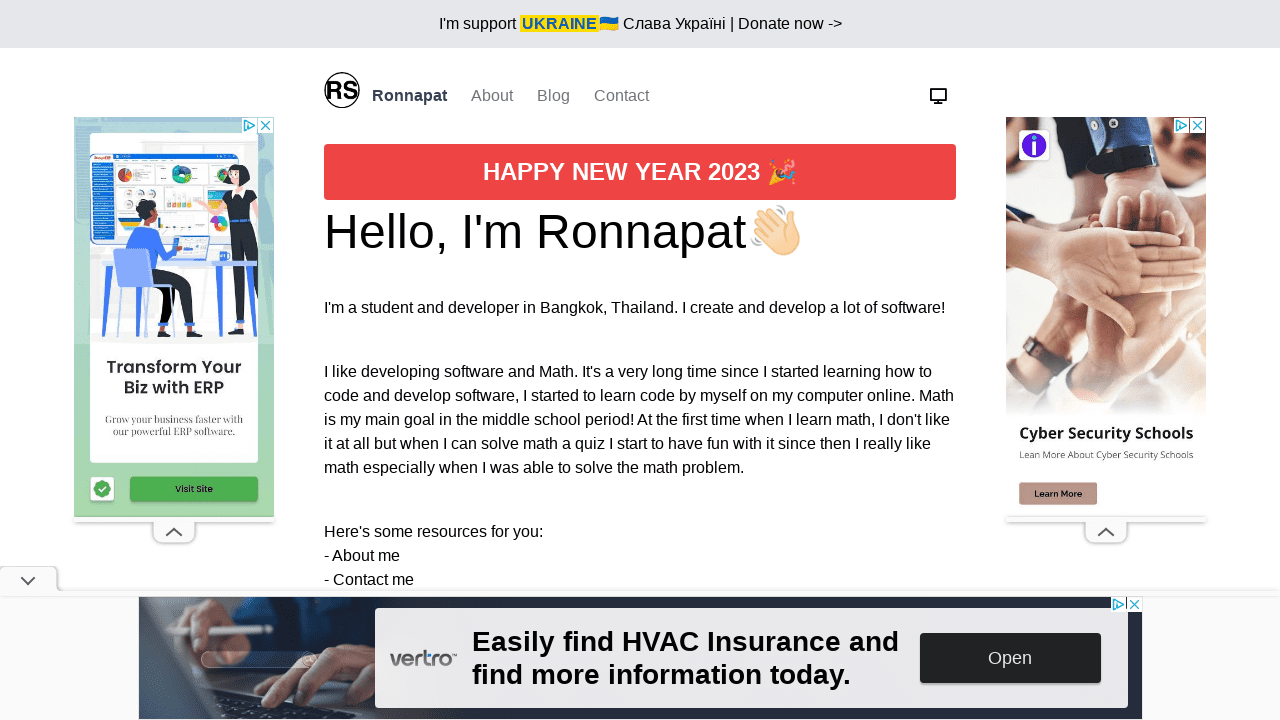 I'm support UKRAINE🇺🇦 Слава Україні | Donate now ->
RS Ronnapat About Blog Contact
HAPPY NEW YEAR 2023 🎉
Hello, I'm Ronnapat👋🏼
I'm a student and developer in Bangkok, Thailand. I create and develop a lot of software!
I like developing software and Math. It's a very long time since I started learning how to
code and develop software, I started to learn code by myself on my computer online. Math
is my main goal in the middle school period! At the first time when I learn math, I don't like
it at all but when I can solve math a quiz I start to have fun with it since then I really like
math especially when I was able to solve the math problem.
Here's some resources for you:
- About me
- Contact me
Transform Your
Biz with ERP
Grow your business faster with
our powerful ERP software.
Visit Site
i
Cyber Security Schools
Lean More About Cyber Security Schools
Learn More
vertro™
Easily find HVAC Insurance and
find more information today.
Open